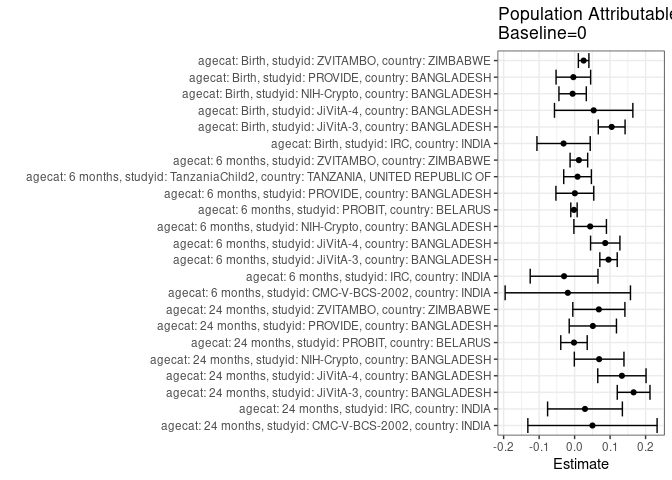 Population Attributable
Baseline=0
agecat: Birth, studyid: ZVITAMBO, country: ZIMBABWE
agecat: Birth, studyid: PROVIDE, country: BANGLADESH
agecat: Birth, studyid: NIH-Crypto, country: BANGLADESH
agecat: Birth, studyid: JiVitA-4, country: BANGLADESH
agecat: Birth, studyid: JiVitA-3, country: BANGLADESH
agecat: Birth, studyid: IRC, country: INDIA
agecat: 6 months, studyid: ZVITAMBO, country: ZIMBABWE
agecat: 6 months, studyid: TanzaniaChild2, country: TANZANIA, UNITED REPUBLIC OF
agecat: 6 months, studyid: PROVIDE, country: BANGLADESH
agecat: 6 months, studyid: PROBIT, country: BELARUS
agecat: 6 months, studyid: NIH-Crypto, country: BANGLADESH
agecat: 6 months, studyid: JiVitA-4, country: BANGLADESH
agecat: 6 months, studyid: JiVitA-3, country: BANGLADESH
agecat: 6 months, studyid: IRC, country: INDIA
agecat: 6 months, studyid: CMC-V-BCS-2002, country: INDIA
agecat: 24 months, studyid: ZVITAMBO, country: ZIMBABWE
agecat: 24 months, studyid: PROVIDE, country: BANGLADESH
agecat: 24 months, studyid: PROBIT, country: BELARUS
agecat: 24 months, studyid: NIH-Crypto, country: BANGLADESH
agecat: 24 months, studyid: JiVitA-4, country: BANGLADESH
agecat: 24 months, studyid: JiVitA-3, country: BANGLADESH
agecat: 24 months, studyid: IRC, country: INDIA
agecat: 24 months, studyid: CMC-V-BCS-2002, country: INDIA
-0.2 -0.1 0.0 0.1 0.2
Estimate